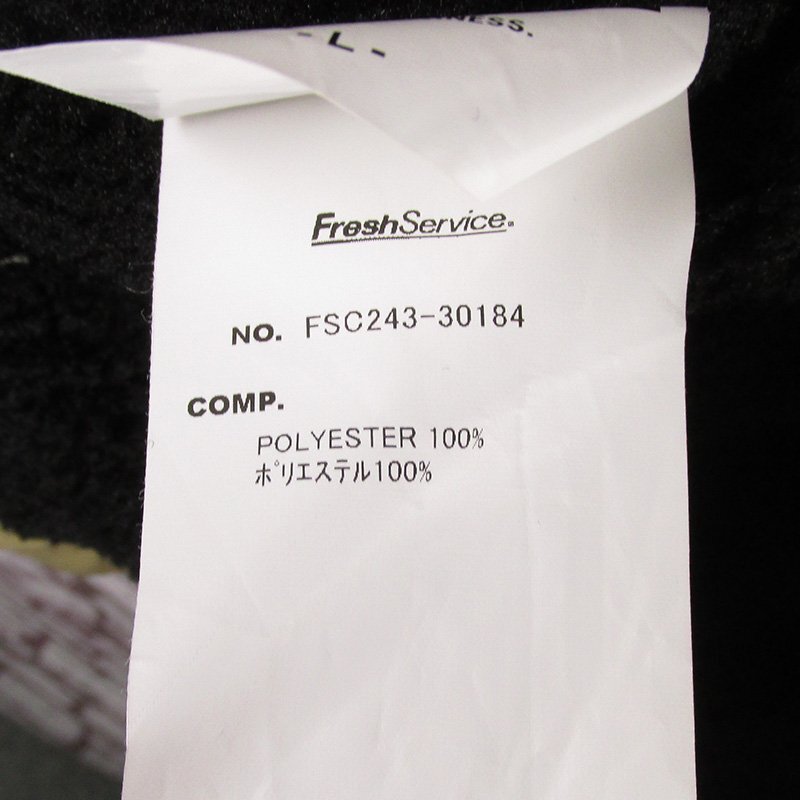 - L -
FreshService®
NO. FSC243-30184
COMP.
POLYESTER 100%
ポリエステル100%